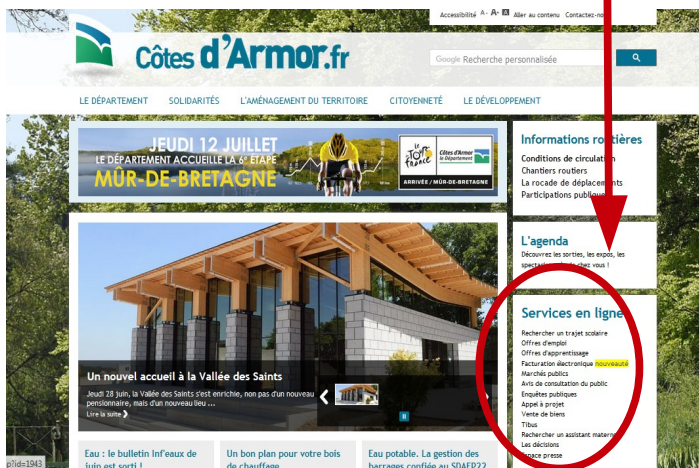 Accessibilité A- A+ A Aller au contenu Contactez-no
Côtes d'Armor.fr
Google Recherche personnalisée
LE DÉPARTEMENT SOLIDARITÉS L'AMÉNAGEMENT DU TERRITOIRE CITOYENNETÉ LE DÉVELOPPEMENT
JEUDI 12 JUILLET
LE DÉPARTEMENT ACCUEILLE LA 6e ÉTAPE
MÛR-DE-BRETAGNE
le TOUR de FRANCE
Côtes d'Armor
le Département
ARRIVÉE / MÛR-DE-BRETAGNE
Informations routières
Conditions de circulation
Chantiers routiers
La rocade de déplacements
Participations publiques
L'agenda
Découvrez les sorties, les expos, les
chez vous !
Services en ligne
Rechercher un trajet scolaire
Offres d'emploi
Offres d'apprentissage
Facturation électronique nouveauté
Marchés publics
Avis de consultation du public
Enquêtes publiques
Appel à projet
Vente de biens
Tibus
Rechercher un assistant matern
Les décisions
Espace presse
Un nouvel accueil à la Vallée des Saints
Jeudi 28 juin, la Vallée des Saints s'est enrichie, non pas d'un nouveau
pensionnaire, mais d'un nouveau lieu ...
Lire la suite
Eau : le bulletin Inf'eaux de
juin est sorti !
Un bon plan pour votre bois
de chauffage
Eau potable. La gestion des
barrages confiée au SDAEP22
p?id=1943